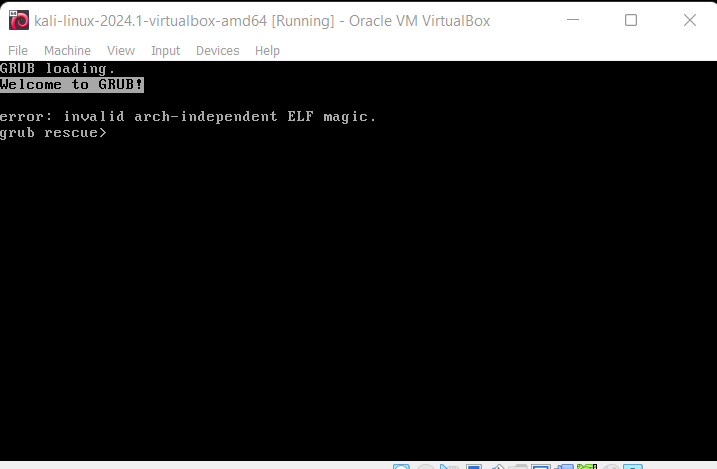 kali-linux-2024.1-virtualbox-amd64 [Running] - Oracle VM VirtualBox
File Machine View Input Devices Help
GRUB loading.
Welcome to GRUB!
error: invalid arch-independent ELF magic.
grub rescue>